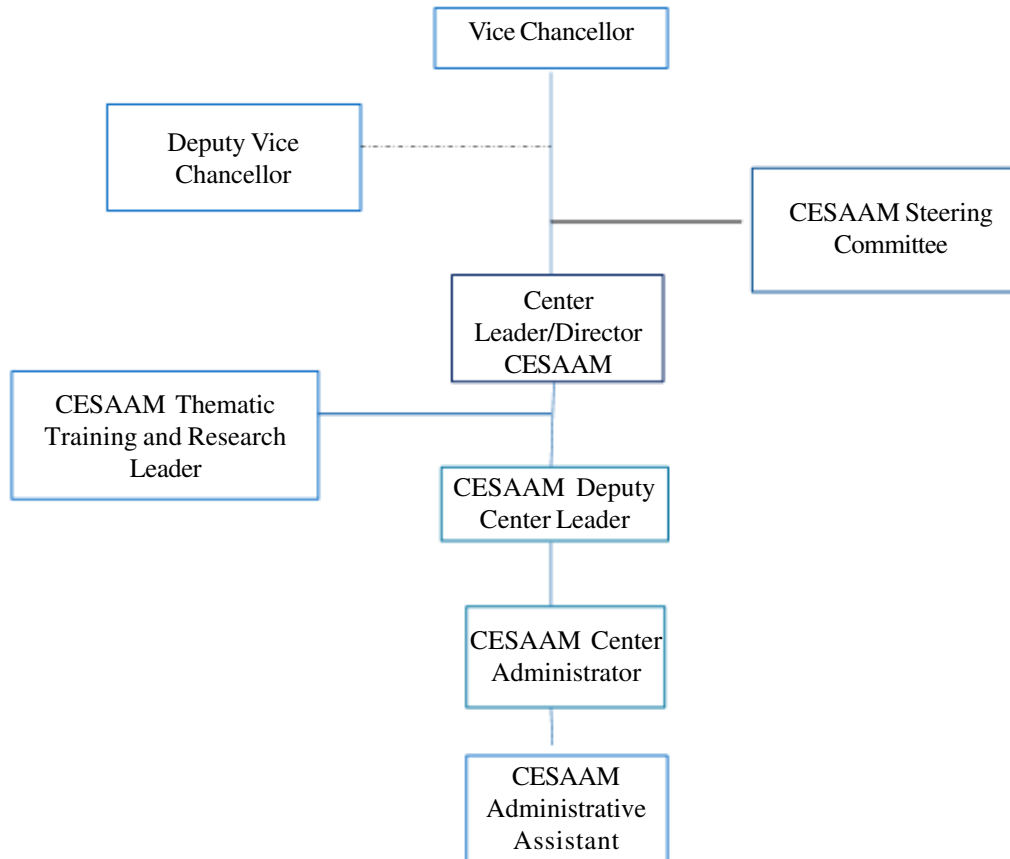 Vice Chancellor
Deputy Vice
Chancellor
CESAAM Steering
Committee
Center
Leader/Director
CESAAM
CESAAM Thematic
Training and Research
Leader
CESAAM Deputy
Center Leader
CESAAM Center
Administrator
CESAAM
Administrative
Assistant